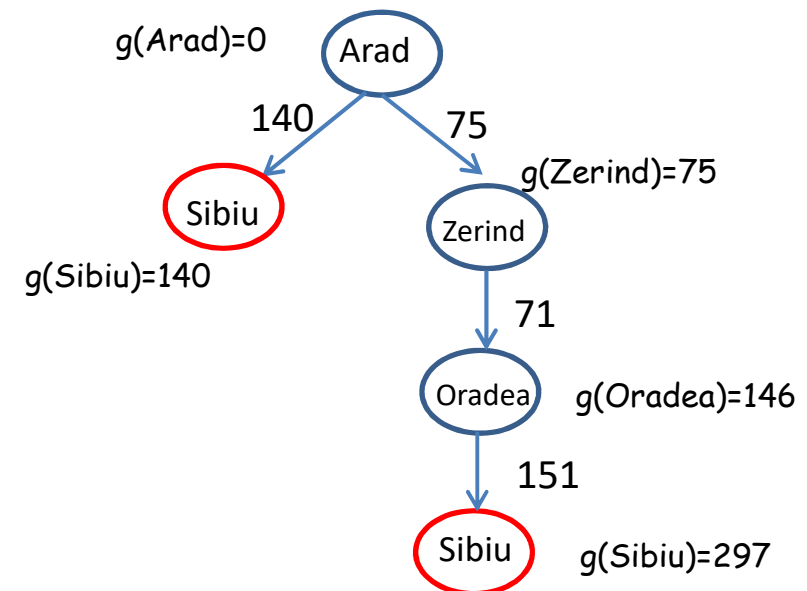 g(Arad)=0
Arad
140
75
g(Zerind)=75
Sibiu
Zerind
g(Sibiu)=140
71
Oradea
g(Oradea)=146
151
Sibiu
g(Sibiu)=297